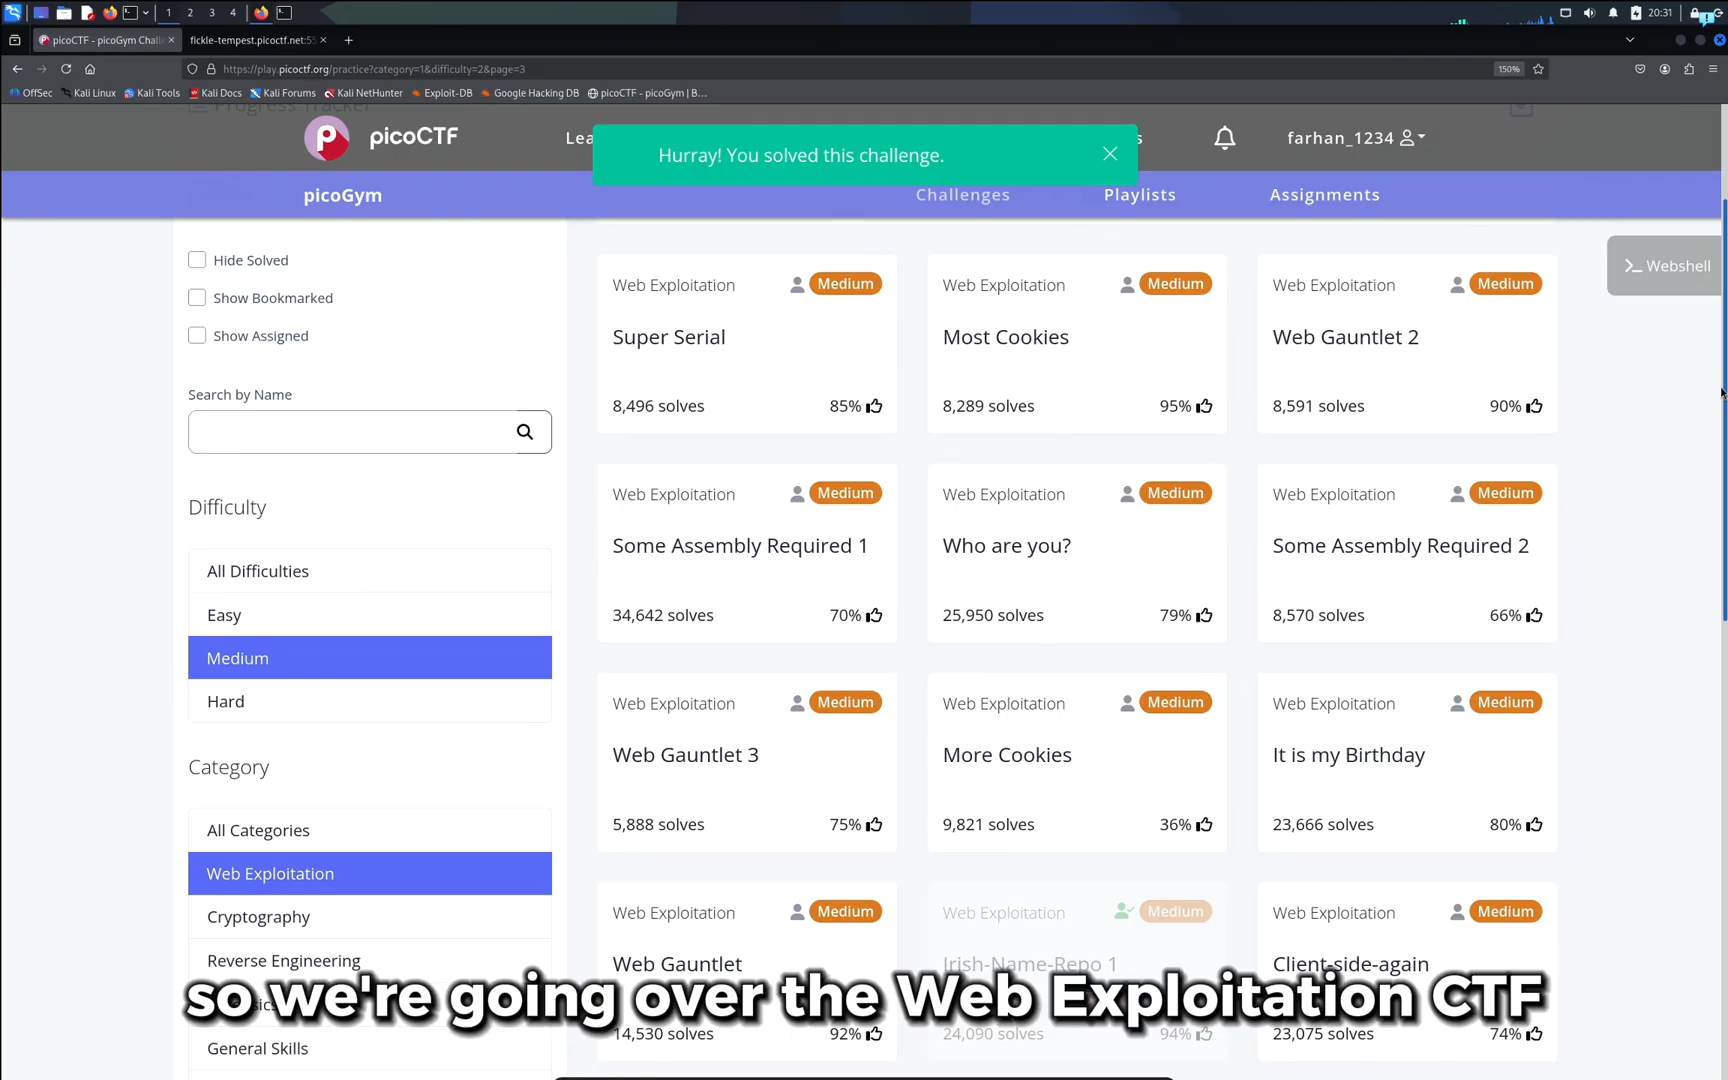 1 2 3 4
20:31
picoCTF - picoGym Chall
fickle-tempest.picoctf.net:55
https://play.picoctf.org/practice?category=1&difficulty=2&page=3
150%
OffSec Kali Linux Kali Tools Kali Docs Kali Forums Kali NetHunter Exploit-DB Google Hacking DB picoCTF - picoGym | B...
Progress Tracker
picoCTF
Lea
Hurray! You solved this challenge.
s
farhan_1234
picoGym
Challenges
Playlists
Assignments
Webshell
Hide Solved
Show Bookmarked
Show Assigned
Search by Name
Difficulty
All Difficulties
Easy
Medium
Hard
Category
All Categories
Web Exploitation
Cryptography
Reverse Engineering
General Skills
Web Exploitation Medium
Super Serial
8,496 solves 85%
Web Exploitation Medium
Most Cookies
8,289 solves 95%
Web Exploitation Medium
Web Gauntlet 2
8,591 solves 90%
Web Exploitation Medium
Some Assembly Required 1
34,642 solves 70%
Web Exploitation Medium
Who are you?
25,950 solves 79%
Web Exploitation Medium
Some Assembly Required 2
8,570 solves 66%
Web Exploitation Medium
Web Gauntlet 3
5,888 solves 75%
Web Exploitation Medium
More Cookies
9,821 solves 36%
Web Exploitation Medium
It is my Birthday
23,666 solves 80%
Web Exploitation Medium
Web Gauntlet
14,530 solves 92%
Web Exploitation Medium
Irish-Name-Repo 1
24,090 solves 94%
Web Exploitation Medium
Client-side-again
23,075 solves 74%
so we're going over the Web Exploitation CTF